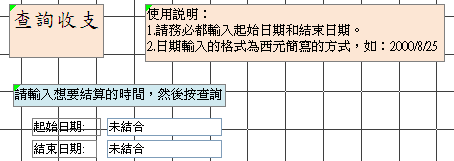 查詢收支
使用說明：
1.請務必都輸入起始日期和結束日期。
2.日期輸入的格式為西元簡寫的方式，如：2000/8/25
請輸入想要結算的時間，然後按查詢
起始日期: 未結合
結束日期: 未結合